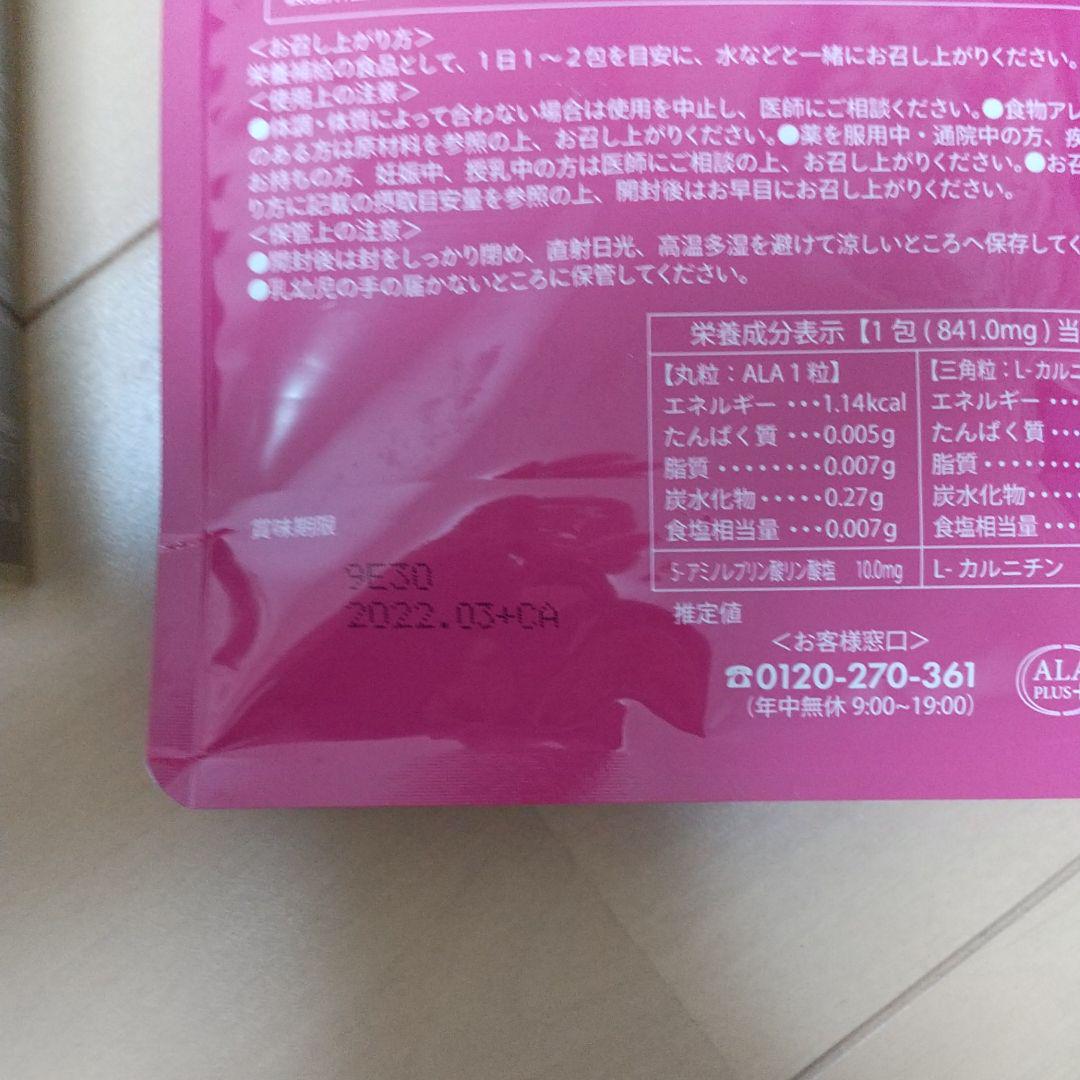 <お召し上がり方>
栄養補給の食品として、1日1～2包を目安に、水などと一緒にお召し上がりください。
<使用上の注意>
●体調・体質によって合わない場合は使用を中止し、医師にご相談ください。●食物アレ
のある方は原材料を参照の上、お召し上がりください。●薬を服用中・通院中の方、疾
お持ちの方、妊娠中、授乳中の方は医師にご相談の上、お召し上がりください。●お召
り方に記載の摂取目安量を参照の上、開封後はお早目にお召し上がりください。
<保管上の注意>
●開封後は封をしっかり閉め、直射日光、高温多湿を避けて涼しいところへ保存してく
●乳幼児の手の届かないところに保管してください。
栄養成分表示【1包(841.0mg)当
【丸粒：ALA1粒】
エネルギー ･･･1.14kcal
たんぱく質 ･･･0.005g
脂質････････0.007g
炭水化物･････0.27g
食塩相当量 ･･･0.007g
5-アミノレブリン酸リン酸塩 10.0mg
【三角粒：L-カルニ
エネルギー ･･･
たんぱく質 ･･･
脂質･･･････
炭水化物････
食塩相当量 ･･･
L-カルニチン
推定値
賞味期限
9E30
2022.03+CA
<お客様窓口>
☎0120-270-361
(年中無休 9:00~19:00)
ALA
PLUS+